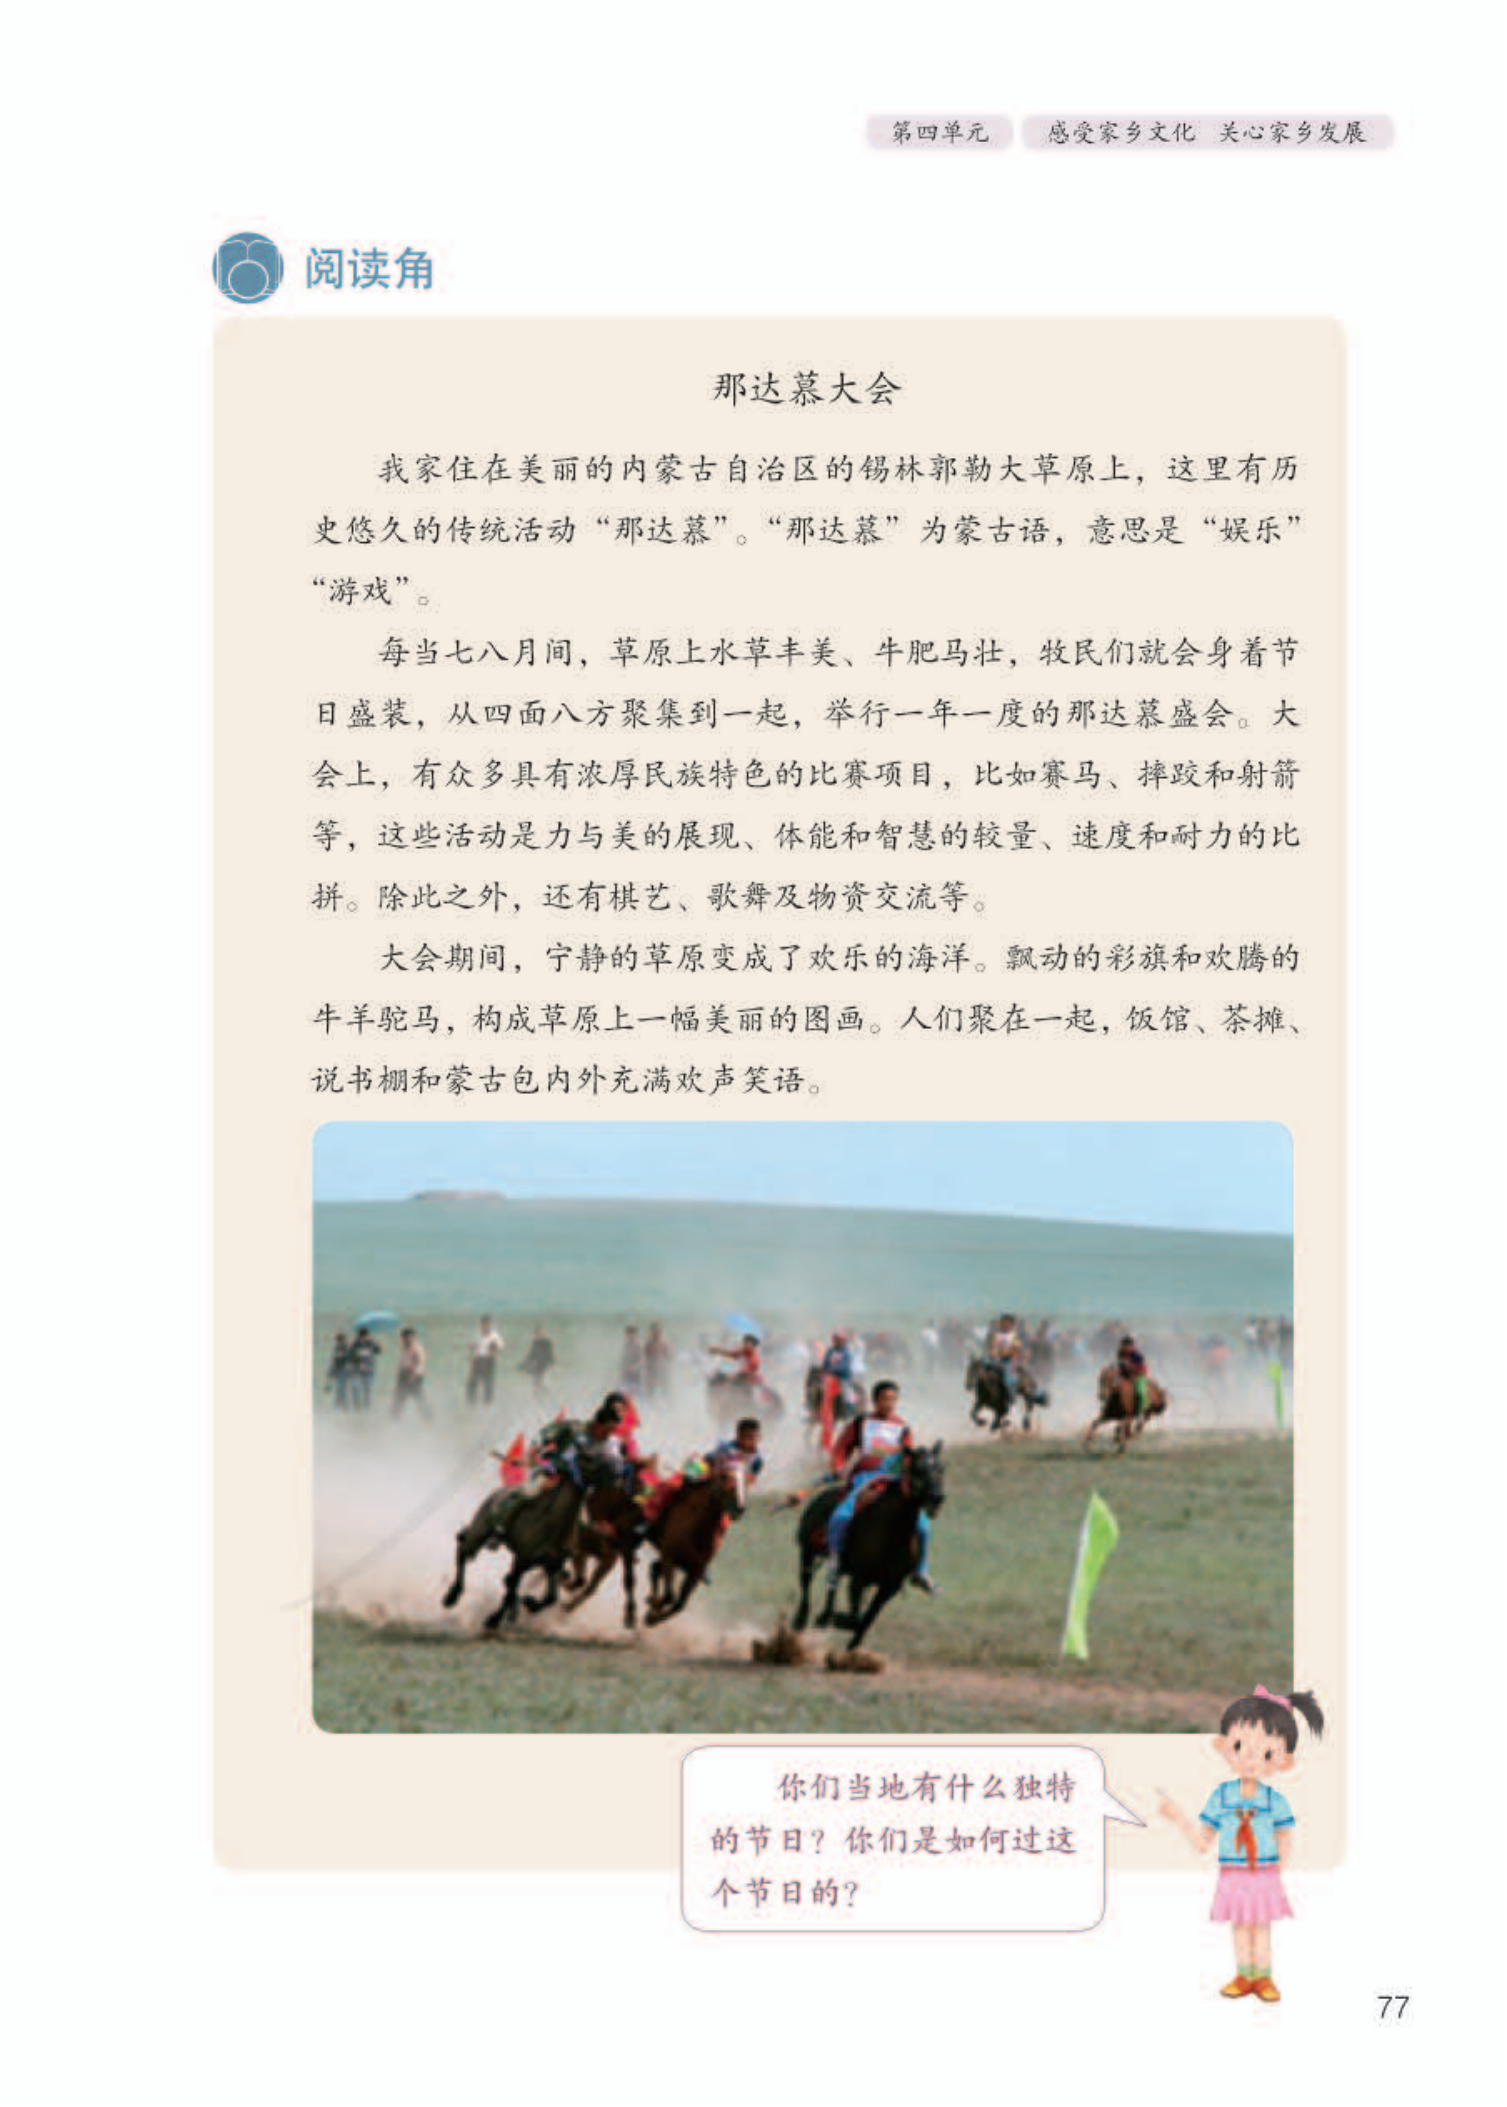 第四单元 感受家乡文化 关心家乡发展
阅读角
那达慕大会
我家住在美丽的内蒙古自治区的锡林郭勒大草原上，这里有历
史悠久的传统活动“那达慕”。“那达慕”为蒙古语，意思是“娱乐”
“游戏”。
每当七八月间，草原上水草丰美、牛肥马壮，牧民们就会身着节
日盛装，从四面八方聚集到一起，举行一年一度的那达慕盛会。大
会上，有众多具有浓厚民族特色的比赛项目，比如赛马、摔跤和射箭
等，这些活动是力与美的展现、体能和智慧的较量、速度和耐力的比
拼。除此之外，还有棋艺、歌舞及物资交流等。
大会期间，宁静的草原变成了欢乐的海洋。飘动的彩旗和欢腾的
牛羊驼马，构成草原上一幅美丽的图画。人们聚在一起，饭馆、茶摊、
说书棚和蒙古包内外充满欢声笑语。
你们当地有什么独特
的节日？你们是如何过这
个节日的？
77